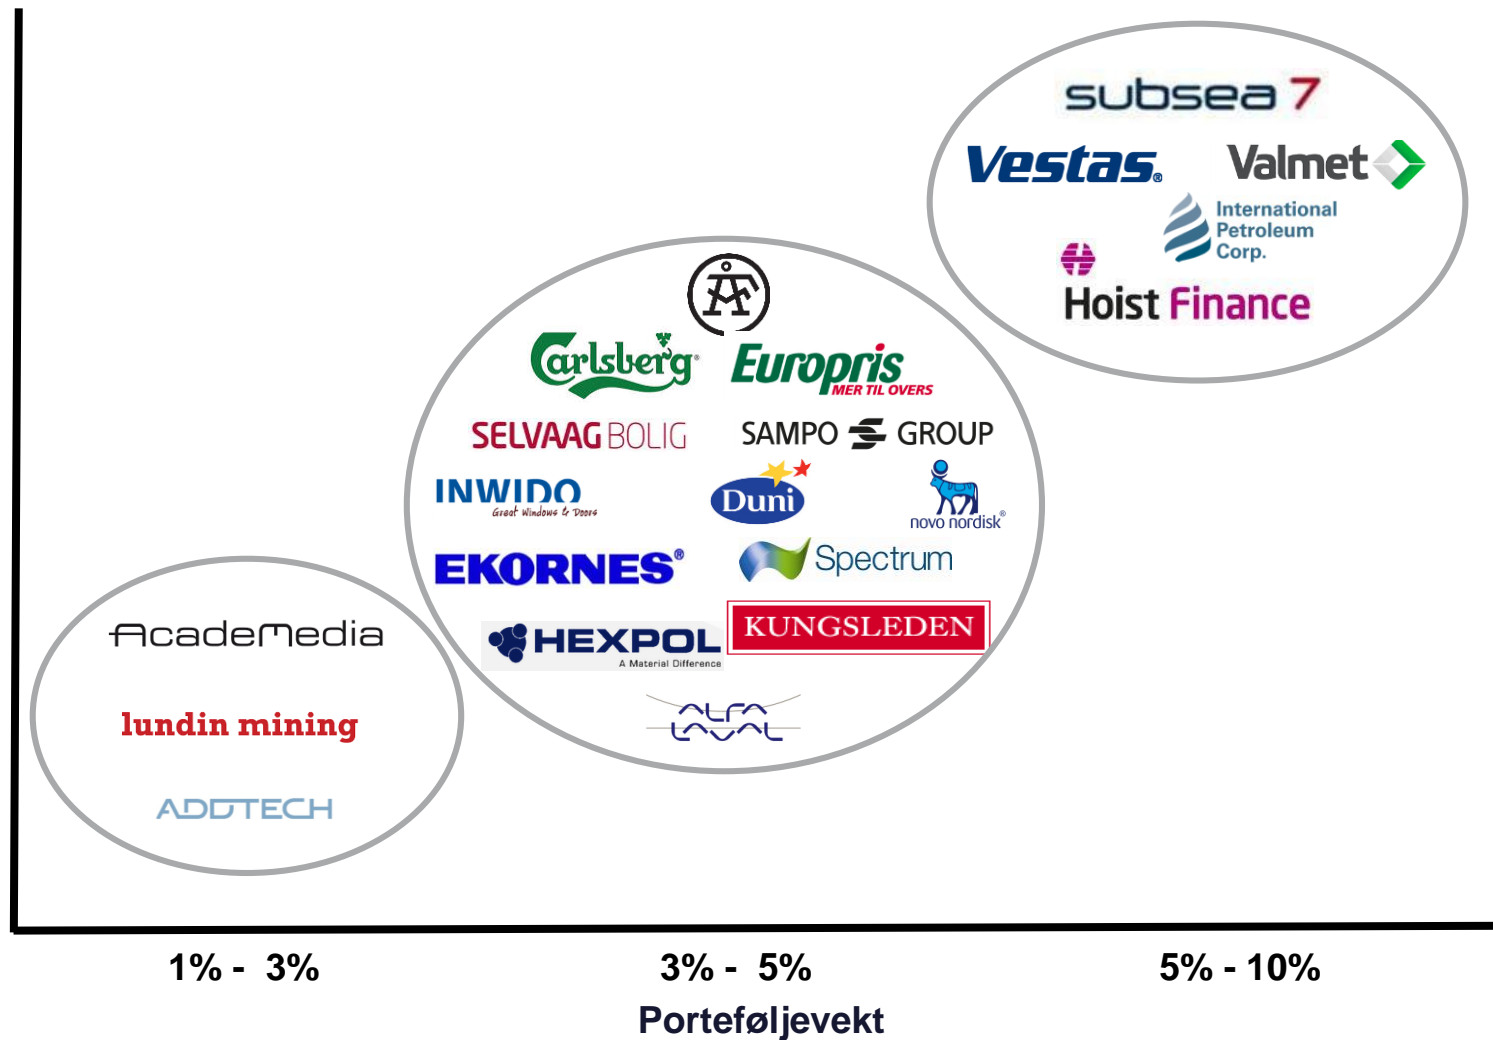 subsea 7
Vestas®
Valmet
International
Petroleum
Corp.
Hoist Finance
ÅF
Carlsberg®
Europris
MER TIL OVERS
SELVAAG BOLIG
SAMPO GROUP
INWIDO
Great Windows & Doors
Duni
novo nordisk®
EKORNES®
Spectrum
HEXPOL
A Material Difference
KUNGSLEDEN
ALFA
LAVAL
AcadeMedia
lundin mining
ADDTECH
1% - 3%
3% - 5%
5% - 10%
Porteføljevekt